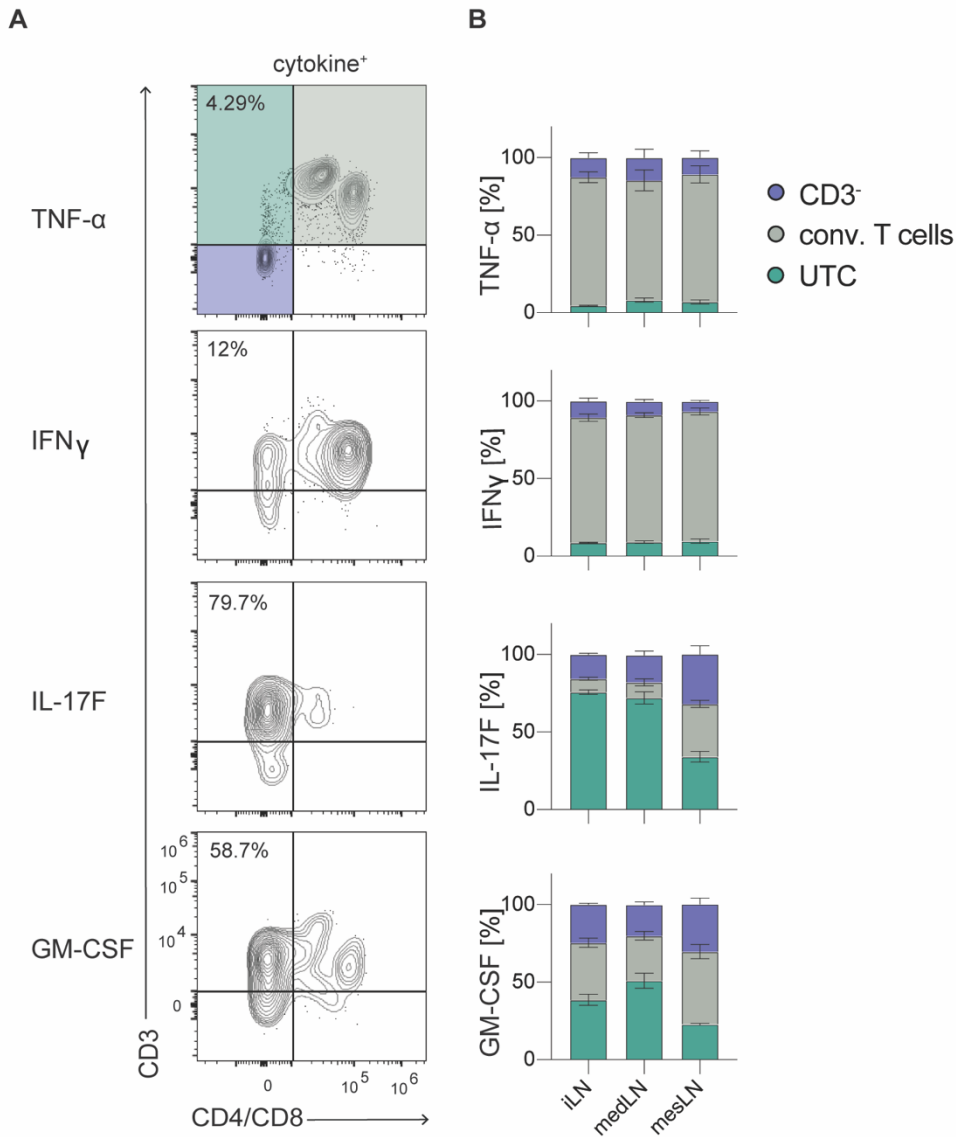 A
B
cytokine⁺
4.29%
TNF-α
TNF-α [%]
100
50
0
CD3⁻
conv. T cells
UTC
12%
IFNγ
IFNγ [%]
100
50
0
79.7%
IL-17F
IL-17F [%]
100
50
0
58.7%
GM-CSF
10⁶
10⁵
10⁴
0
GM-CSF [%]
100
50
0
CD3
0
10⁵
10⁶
CD4/CD8
iLN
medLN
mesLN